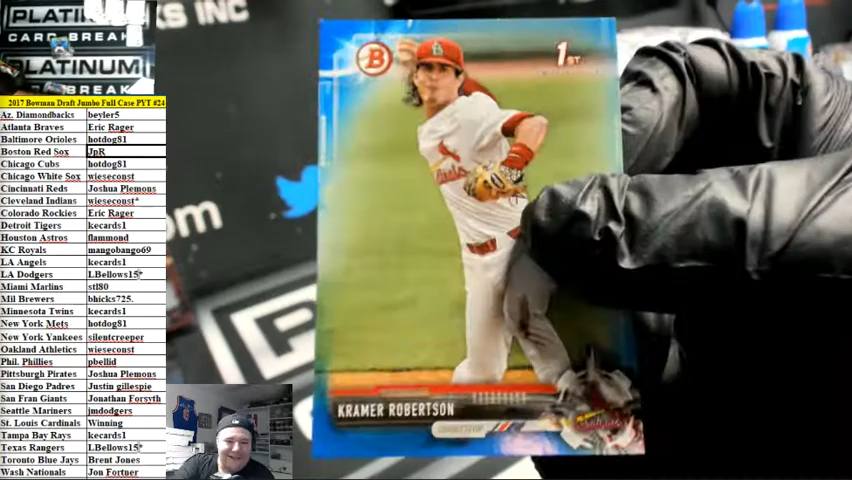 PLATINUM
CARD BREAKS
PLATINUM
CARD BREAK
KS INC
2017 Bowman Draft Jumbo Full Case PYT #24
Az. Diamondbacks beyler5
Atlanta Braves Eric Rager
Baltimore Orioles hotdog81
Boston Red Sox JpR
Chicago Cubs hotdog81
Chicago White Sox wieseconst
Cincinnati Reds Joshua Plemons
Cleveland Indians wieseconst*
Colorado Rockies Eric Rager
Detroit Tigers kecards1
Houston Astros flammond
KC Royals mangobango69
LA Angels kecards1
LA Dodgers LBellows15*
Miami Marlins stl80
Mil Brewers bhicks725.
Minnesota Twins kecards1
New York Mets hotdog81
New York Yankees silentcreeper
Oakland Athletics wieseconst
Phil. Phillies pbellid
Pittsburgh Pirates Joshua Plemons
San Diego Padres Justin gillespie
San Fran Giants Jonathan Forsyth
Seattle Mariners jmdodgers
St. Louis Cardinals Winning
Tampa Bay Rays kecards1
Texas Rangers LBellows15*
Toronto Blue Jays Brent Jones
Wash Nationals Jon Fortner
B
1ST
KRAMER ROBERTSON
.com